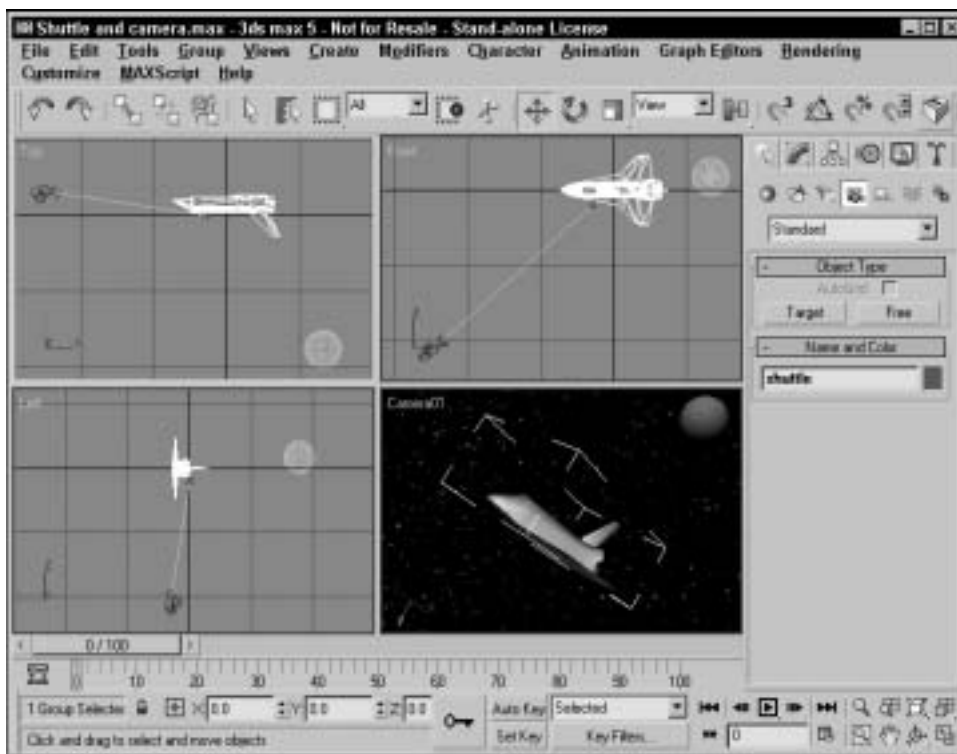 Shuttle and camera.max - 3ds max 5 - Not for Resale - Stand-alone License
File Edit Tools Group Views Create Modifiers Character Animation Graph Editors Rendering
Customize MAXScript Help
All
View
Top
Front
Standard
Object Type
AutoGrid
Target Free
Name and Color
shuttle
Left
Camera01
0 / 100
0 10 20 30 40 50 60 70 80 90 100
1 Group Selecte X 0.0 Y 0.0 Z 0.0 Auto Key Selected
Click and drag to select and move objects Set Key Key Filters... 0